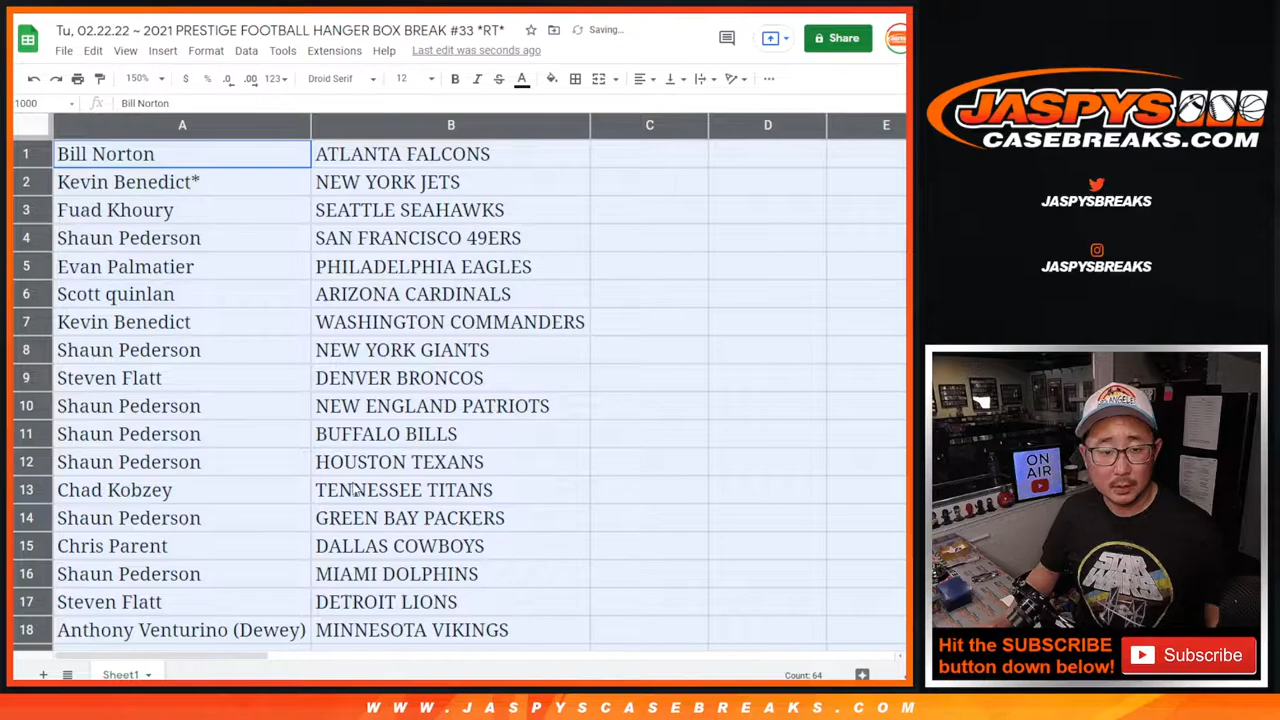 Tu, 02.22.22 ~ 2021 PRESTIGE FOOTBALL HANGER BOX BREAK #33 *RT*
Saving...
File Edit View Insert Format Data Tools Extensions Help Last edit was seconds ago
Share
150% $ % .0 .00 123 Droid Serif 12 B I S A
1000 fx Bill Norton
A B C D E
1 Bill Norton ATLANTA FALCONS
2 Kevin Benedict* NEW YORK JETS
3 Fuad Khoury SEATTLE SEAHAWKS
4 Shaun Pederson SAN FRANCISCO 49ERS
5 Evan Palmatier PHILADELPHIA EAGLES
6 Scott quinlan ARIZONA CARDINALS
7 Kevin Benedict WASHINGTON COMMANDERS
8 Shaun Pederson NEW YORK GIANTS
9 Steven Flatt DENVER BRONCOS
10 Shaun Pederson NEW ENGLAND PATRIOTS
11 Shaun Pederson BUFFALO BILLS
12 Shaun Pederson HOUSTON TEXANS
13 Chad Kobzey TENNESSEE TITANS
14 Shaun Pederson GREEN BAY PACKERS
15 Chris Parent DALLAS COWBOYS
16 Shaun Pederson MIAMI DOLPHINS
17 Steven Flatt DETROIT LIONS
18 Anthony Venturino (Dewey) MINNESOTA VIKINGS
+ Sheet1 Count: 64
JASPYS
CASEBREAKS.COM
JASPYSBREAKS
JASPYSBREAKS
ON
AIR
STAR
WARS
Hit the SUBSCRIBE
button down below!
Subscribe
WWW.JASPYSCASEBREAKS.COM